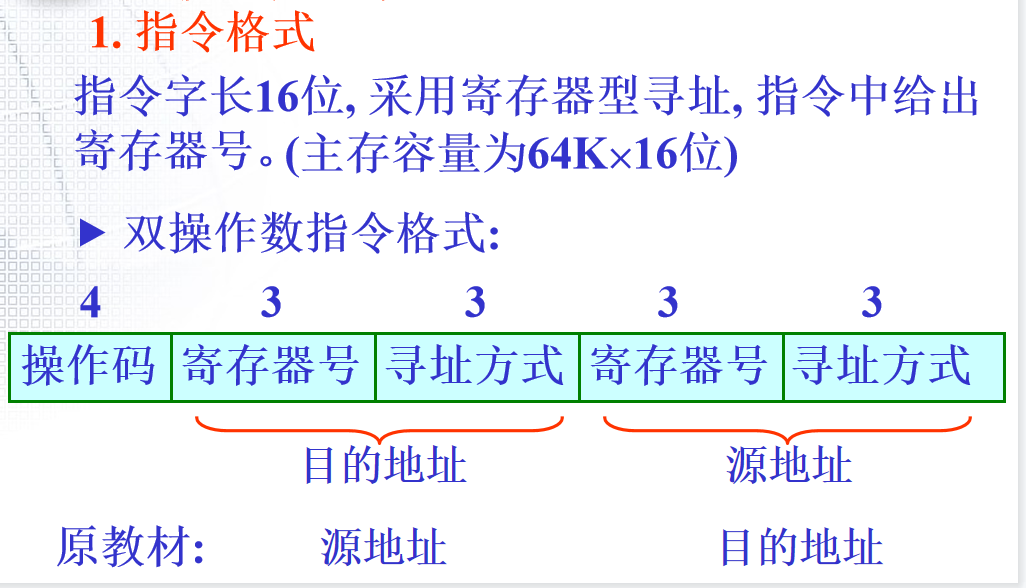 1. 指令格式
指令字长16位, 采用寄存器型寻址, 指令中给出
寄存器号。(主存容量为64K×16位)
▶ 双操作数指令格式:
4 3 3 3 3
操作码 寄存器号 寻址方式 寄存器号 寻址方式
目的地址 源地址
原教材: 源地址 目的地址